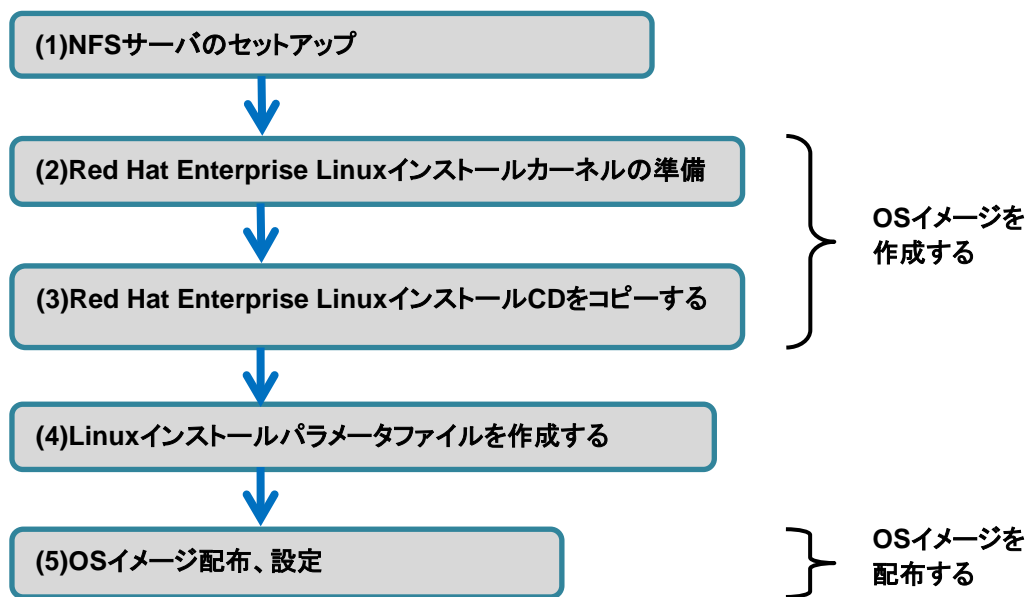 (1)NFSサーバのセットアップ
(2)Red Hat Enterprise Linuxインストールカーネルの準備
(3)Red Hat Enterprise LinuxインストールCDをコピーする
OSイメージを
作成する
(4)Linuxインストールパラメータファイルを作成する
(5)OSイメージ配布、設定
OSイメージを
配布する